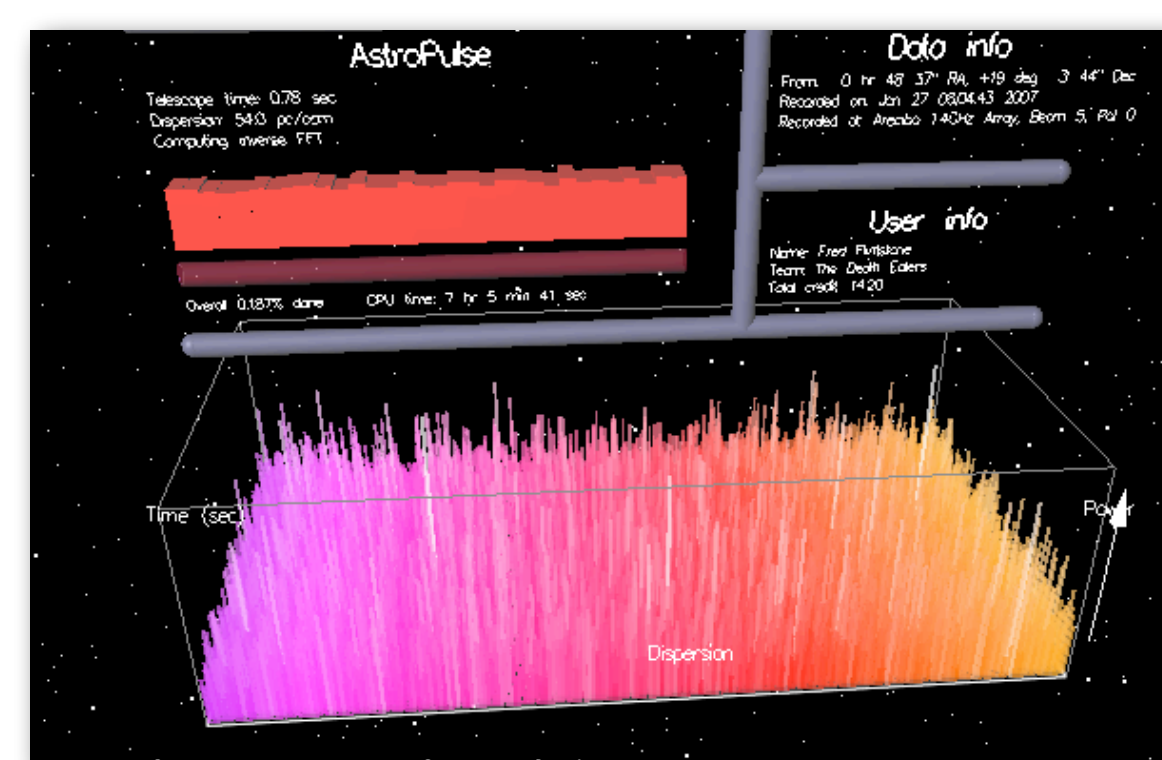 AstroPulse
Telescope time: 0.78 sec
Dispersion: 54.0 pc/ccm
Computing inverse FFT
Overall 0.187% done
CPU time: 7 hr 5 min 41 sec
Data info
From: 0 hr 48' 37" RA, +19 deg 3' 44" Dec
Recorded on: Jan 27 06:04:43 2007
Recorded at: Arecibo 1.4GHz Array, Beam 5, Pol 0
User info
Name: Fred Flintstone
Team: The Death Eaters
Total credit: 1420
Time (sec)
Power
Dispersion